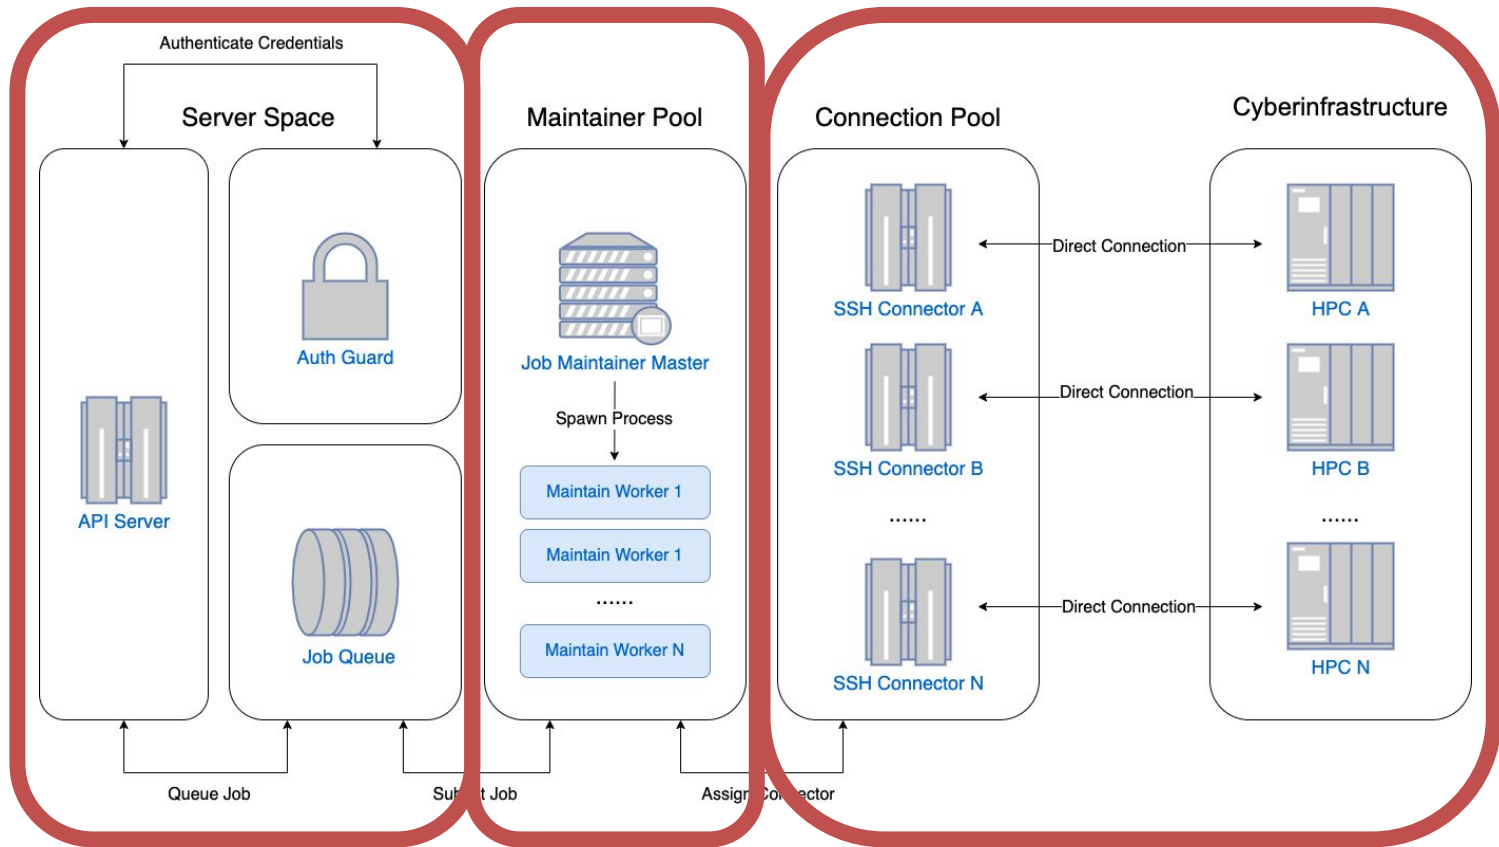 Authenticate Credentials
Server Space
API Server
Auth Guard
Job Queue
Queue Job
Maintainer Pool
Job Maintainer Master
Spawn Process
Maintain Worker 1
Maintain Worker 1
......
Maintain Worker N
Job
Connection Pool
SSH Connector A
SSH Connector B
......
SSH Connector N
Assign
Direct Connection
Direct Connection
Direct Connection
Cyberinfrastructure
HPC A
HPC B
......
HPC N